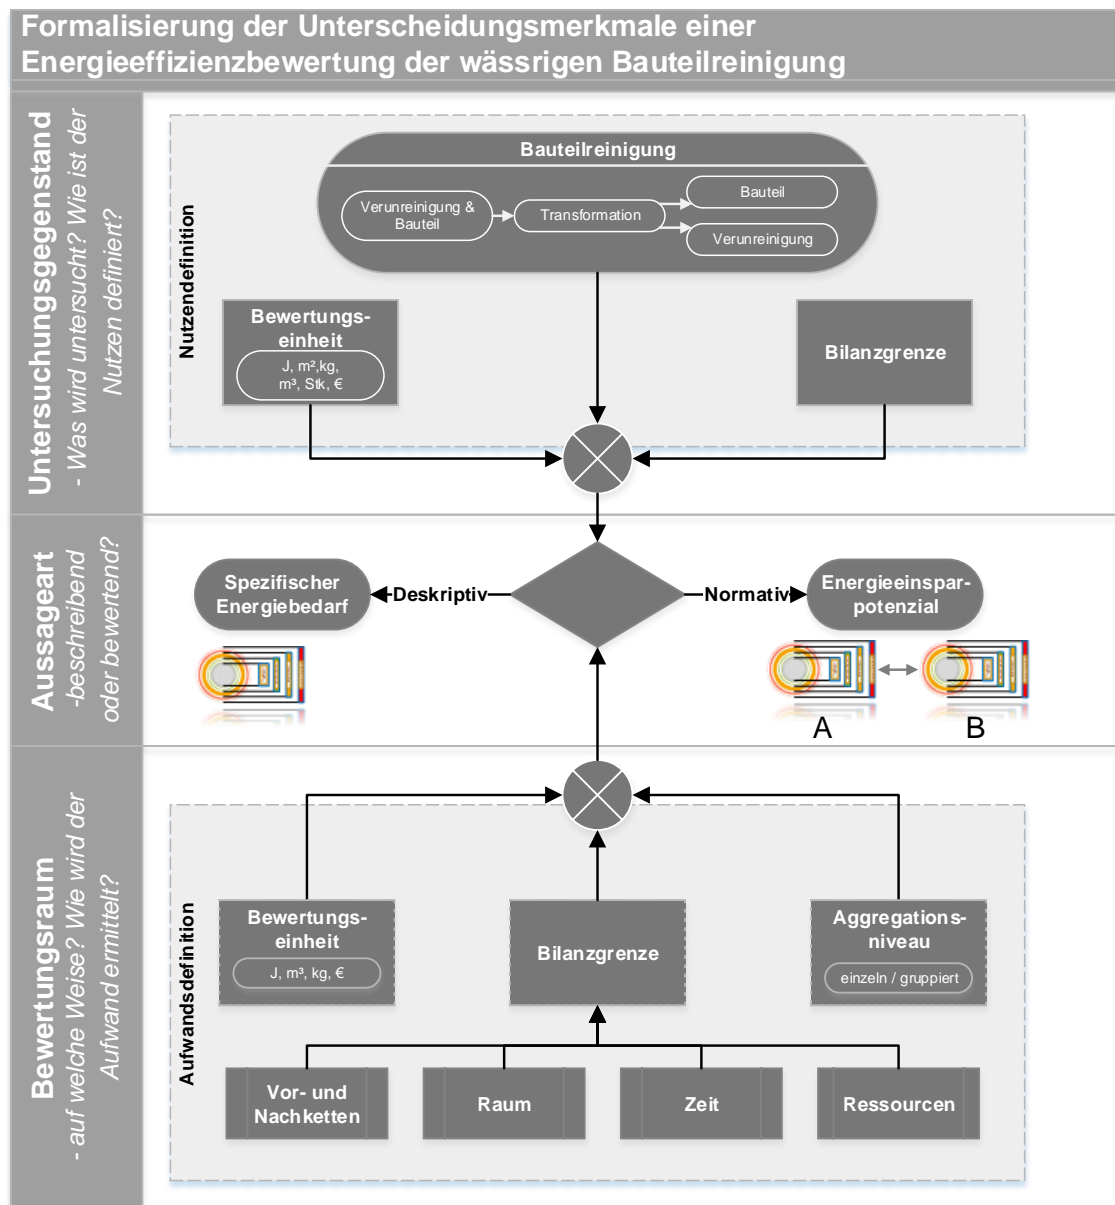 Formalisierung der Unterscheidungsmerkmale einer
Energieeffizienzbewertung der wässrigen Bauteilreinigung
Untersuchungsgegenstand
- Was wird untersucht? Wie ist der
Nutzen definiert?
Nutzendefinition
Bauteilreinigung
Verunreinigung &
Bauteil
Transformation
Bauteil
Verunreinigung
Bewertungs-
einheit
J, m²,kg,
m³, Stk, €
Bilanzgrenze
Aussageart
-beschreibend
oder bewertend?
Spezifischer
Energiebedarf
Deskriptiv
Normativ
Energieeinspar-
potenzial
A
B
Bewertungsraum
- auf welche Weise? Wie wird der
Aufwand ermittelt?
Aufwandsdefinition
Bewertungs-
einheit
J, m³, kg, €
Bilanzgrenze
Aggregations-
niveau
einzeln / gruppiert
Vor- und
Nachketten
Raum
Zeit
Ressourcen